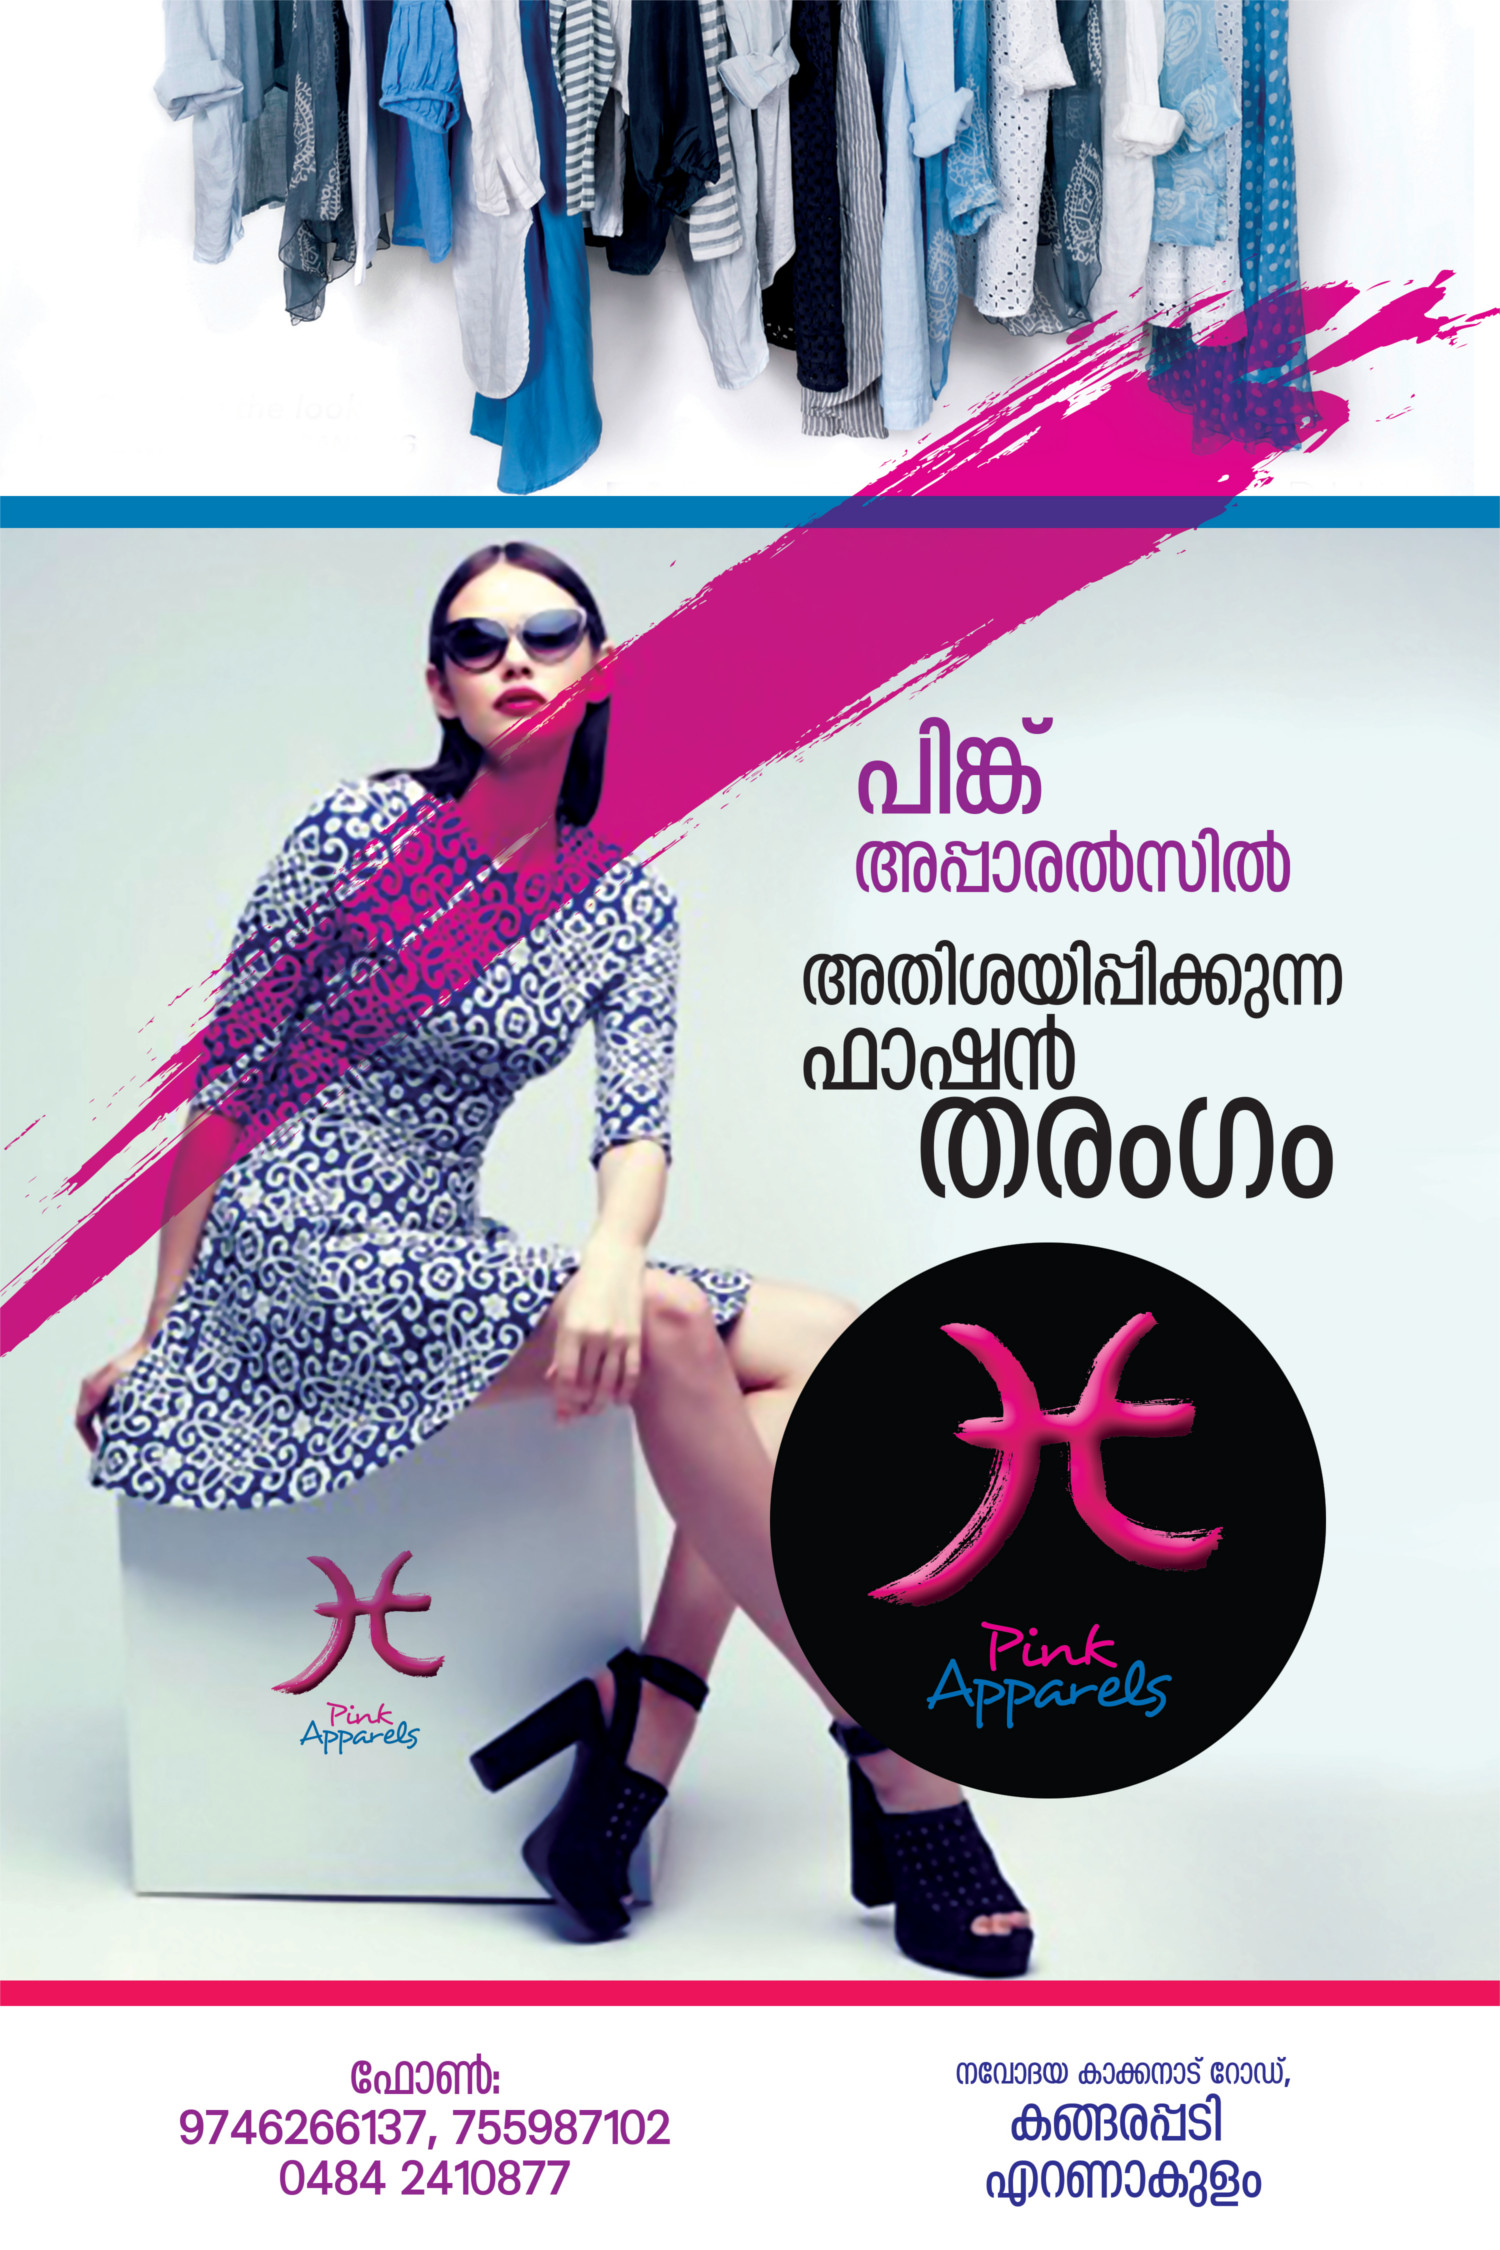 പിങ്ക്
അപ്പാരൽസിൽ
അതിശയിപ്പിക്കുന്ന
ഫാഷൻ
തരംഗം
Pink
Apparels
Pink
Apparels
ഫോൺ:
9746266137, 755987102
0484 2410877
നവോദയ കാക്കനാട് റോഡ്,
കങ്ങരപ്പടി
എറണാകുളം